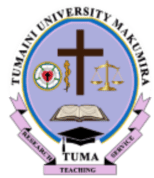 TUMAINI UNIVERSITY MAKUMIRA
RESEARCH
TUMA
SERVICE
TEACHING